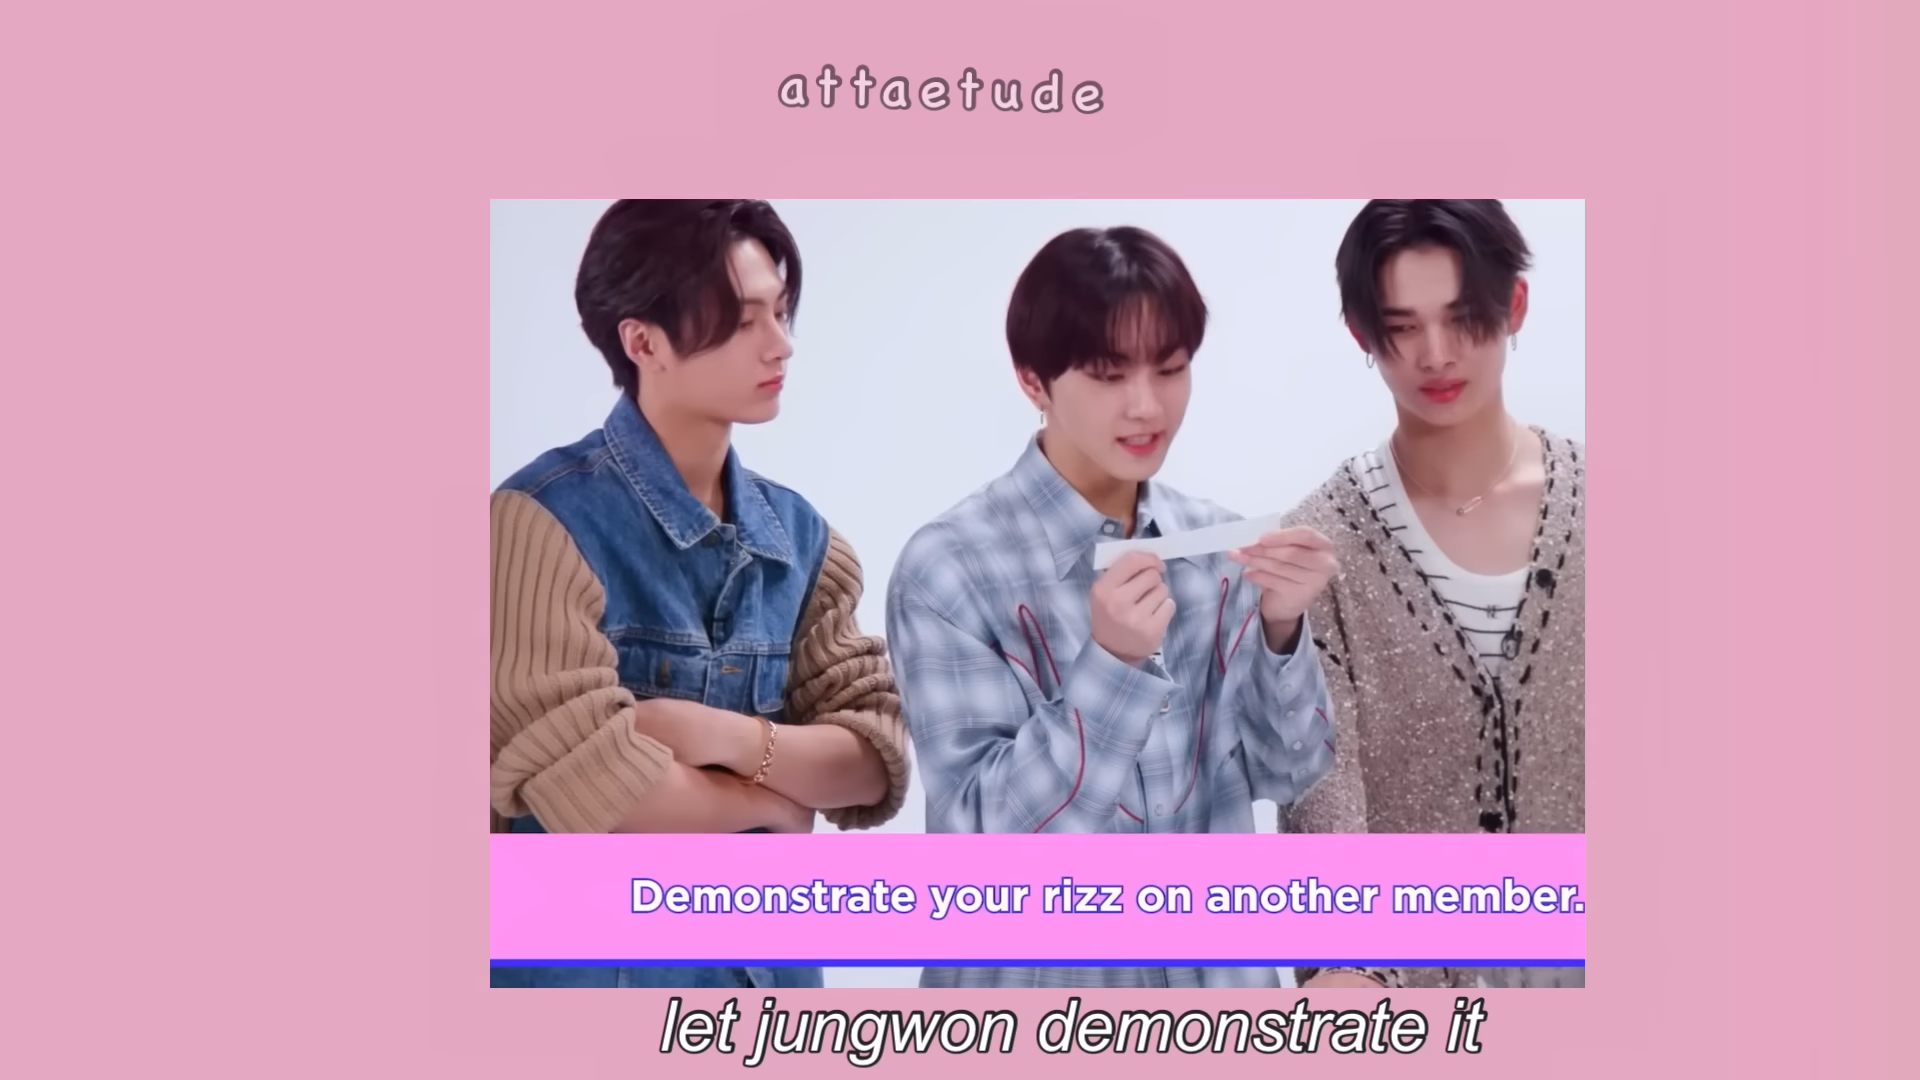 attaetude
Demonstrate your rizz on another member.
let jungwon demonstrate it